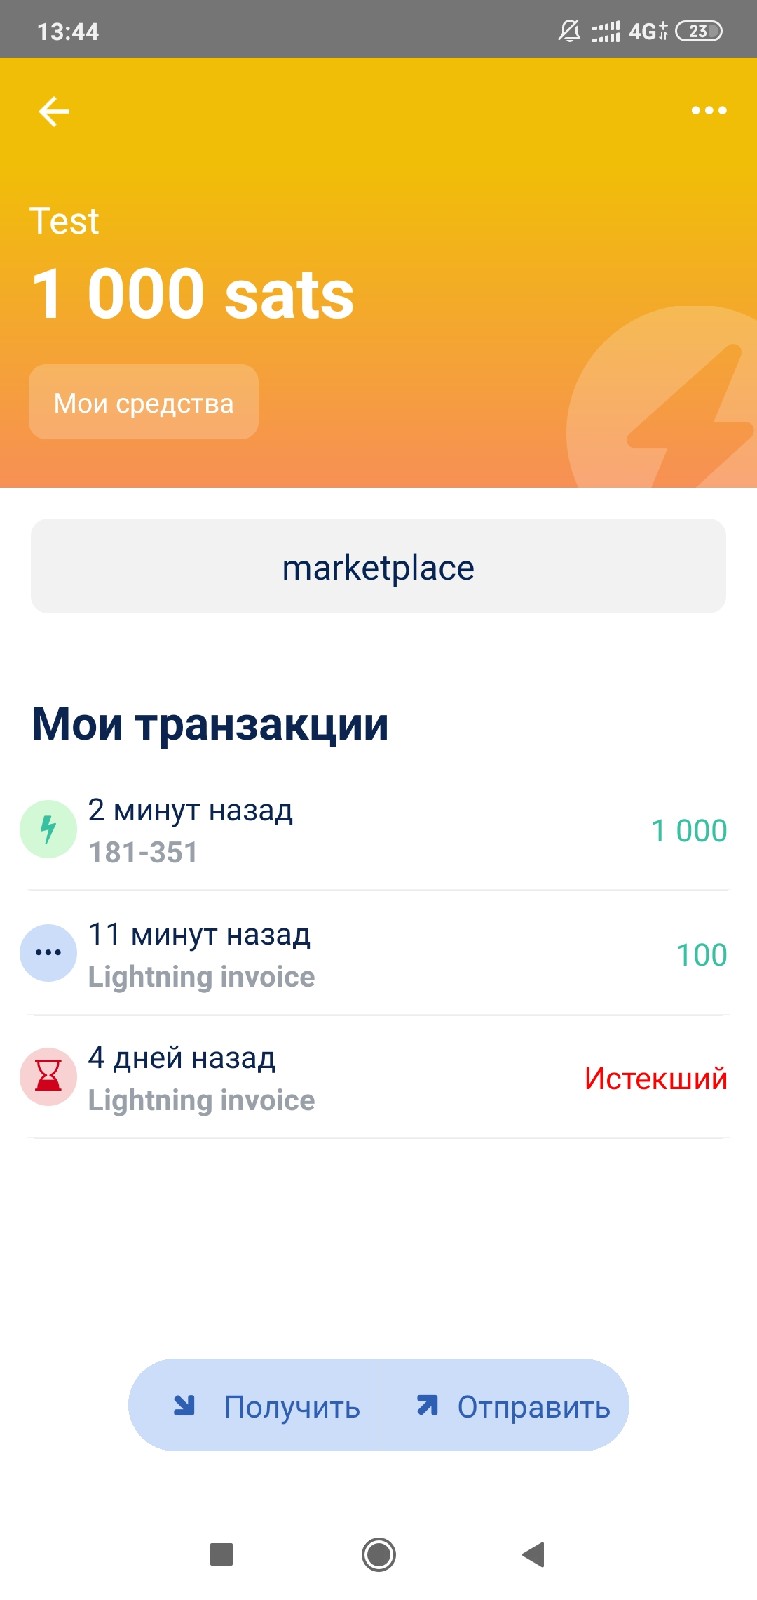 13:44
4G+ 23
Test
1 000 sats
Мои средства
marketplace
Мои транзакции
2 минут назад
181-351
1 000
11 минут назад
Lightning invoice
100
4 дней назад
Lightning invoice
Истекший
Получить Отправить